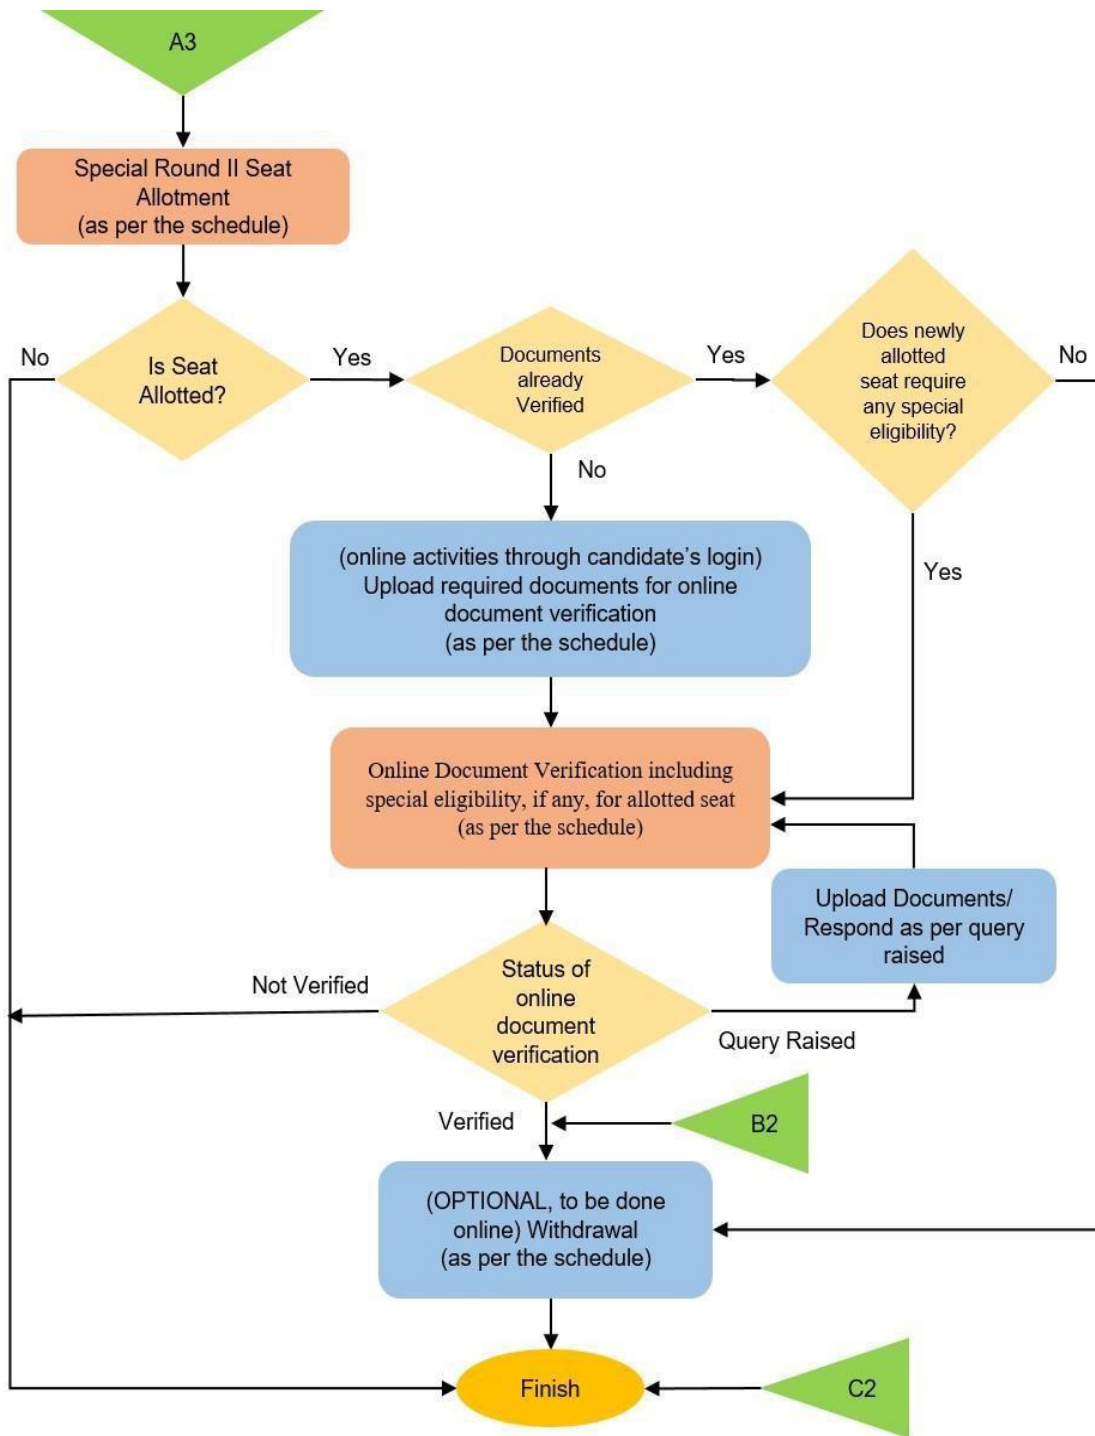 A3
Special Round II Seat
Allotment
(as per the schedule)
No
Is Seat
Allotted?
Yes
Documents
already
Verified
Yes
Does newly
allotted
seat require
any special
eligibility?
No
No
Yes
(online activities through candidate’s login)
Upload required documents for online
document verification
(as per the schedule)
Online Document Verification including
special eligibility, if any, for allotted seat
(as per the schedule)
Upload Documents/
Respond as per query
raised
Not Verified
Status of
online
document
verification
Query Raised
Verified
B2
(OPTIONAL, to be done
online) Withdrawal
(as per the schedule)
Finish
C2